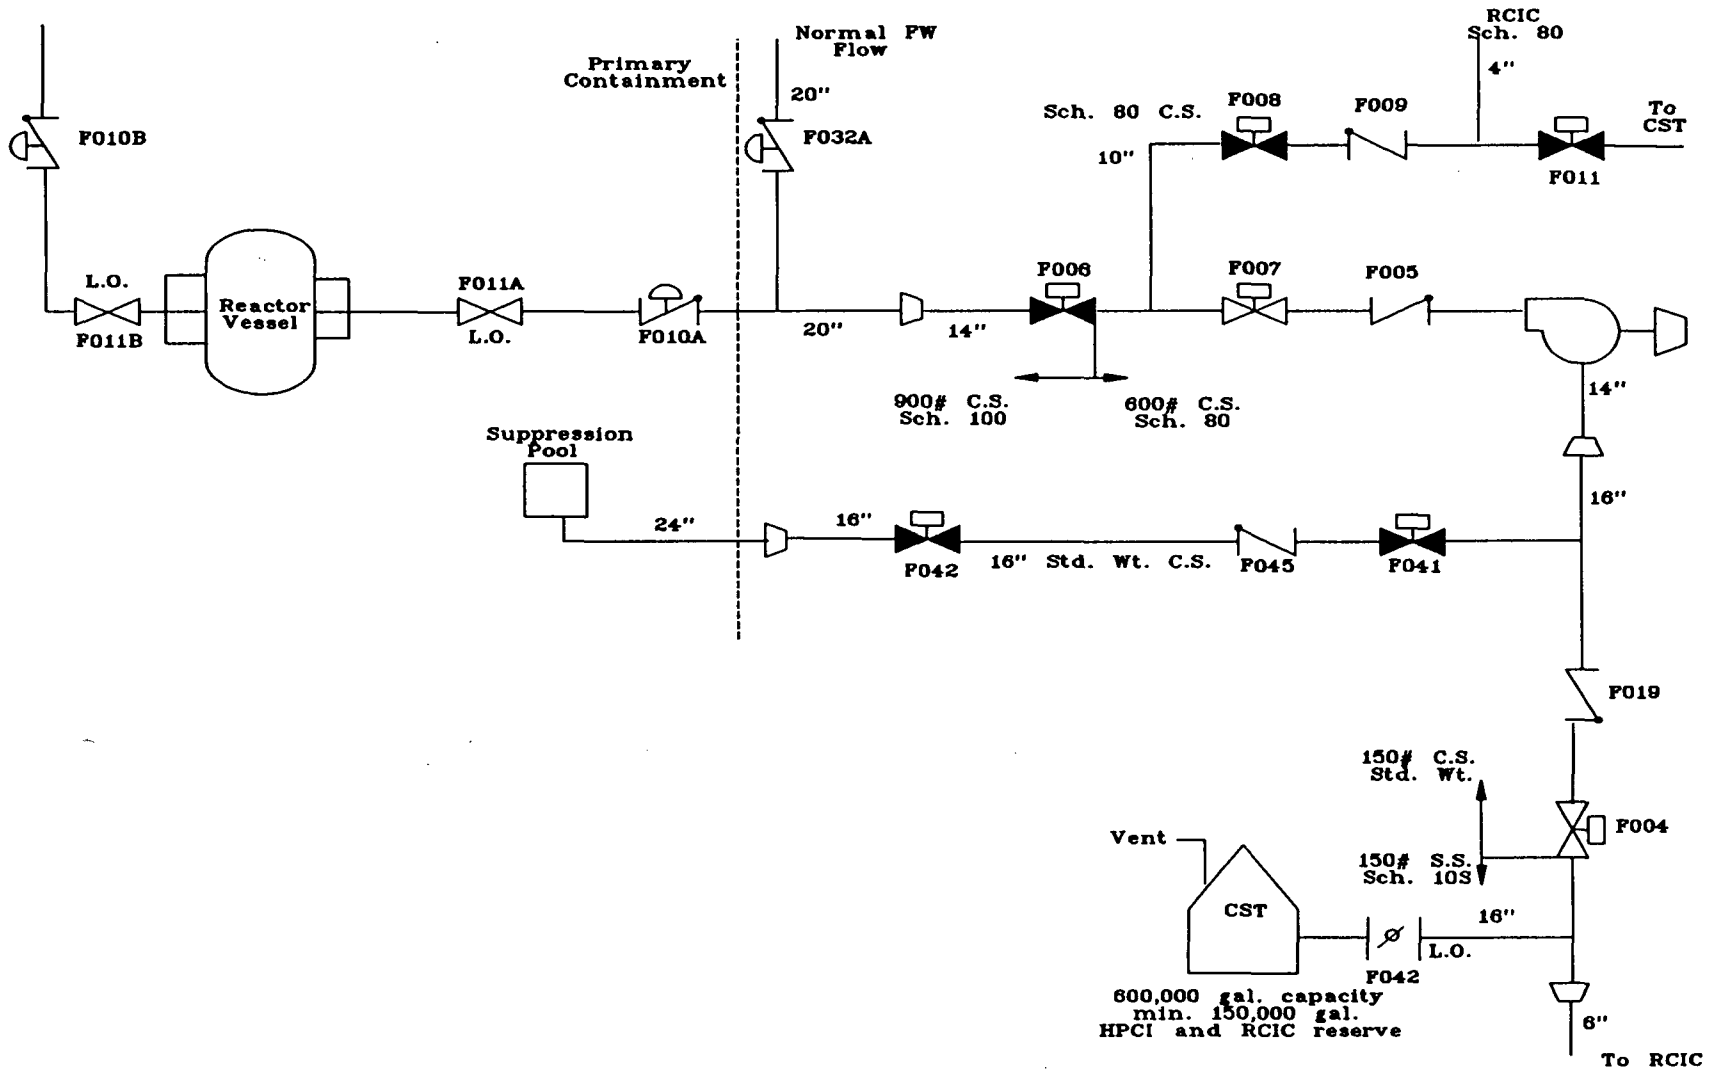 RCIC
Sch. 80
4"
Normal FW
Flow
20"
Primary
Containment
F010B
F032A
Sch. 80 C.S.
10"
F008
F009
To
CST
F011
L.O.
F011B
Reactor
Vessel
F011A
L.O.
F010A
20"
14"
F006
F007
F005
900# C.S.
Sch. 100
600# C.S.
Sch. 80
14"
Suppression
Pool
24"
16"
F042
16" Std. Wt. C.S.
F045
F041
16"
F019
150# C.S.
Std. Wt.
F004
150# S.S.
Sch. 10S
Vent
CST
16"
L.O.
F042
600,000 gal. capacity
min. 150,000 gal.
HPCI and RCIC reserve
6"
To RCIC